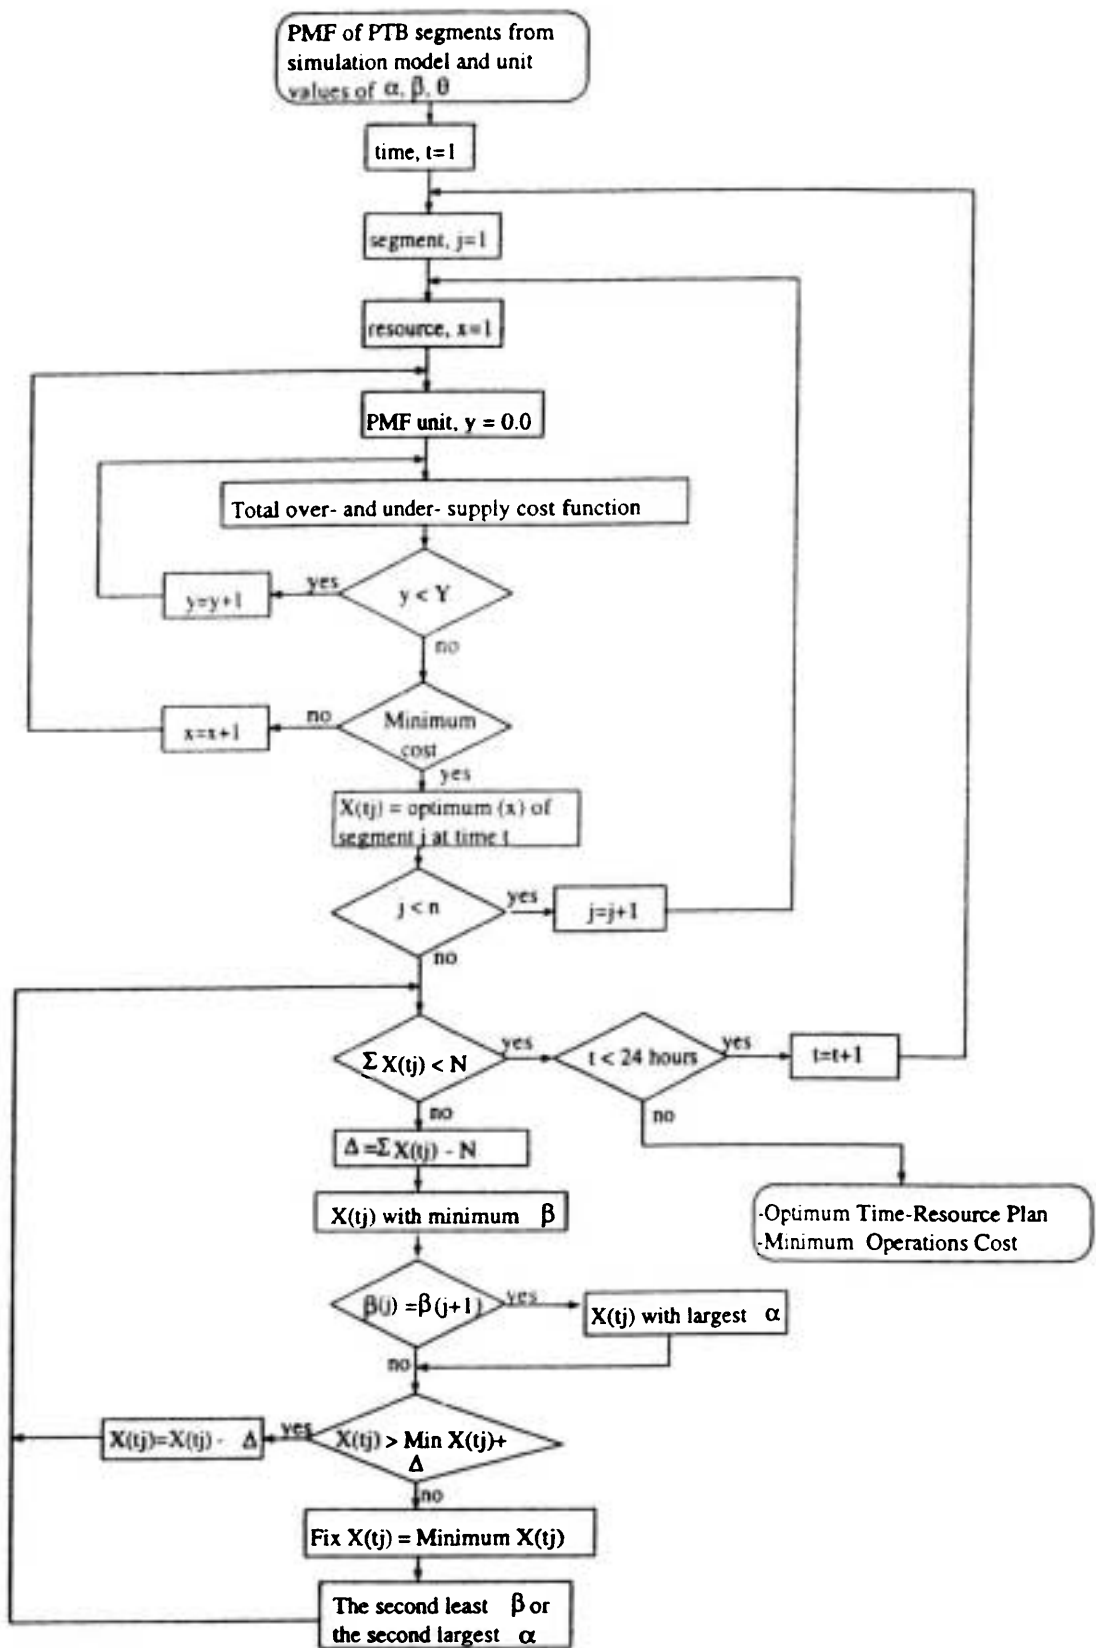 PMF of PTB segments from
simulation model and unit
values of α, β, θ
time, t=1
segment, j=1
resource, x=1
PMF unit, y = 0.0
Total over- and under- supply cost function
y < Y
yes
y=y+1
no
Minimum
cost
no
x=x+1
yes
X(tj) = optimum (x) of
segment j at time t
j < n
yes
j=j+1
no
Σ X(tj) < N
yes
t < 24 hours
yes
t=t+1
no
no
Δ=Σ X(tj) - N
X(tj) with minimum β
-Optimum Time-Resource Plan
-Minimum Operations Cost
β(j) =β(j+1)
yes
X(tj) with largest α
no
X(tj) > Min X(tj)+
Δ
yes
X(tj)=X(tj) - Δ
no
Fix X(tj) = Minimum X(tj)
The second least β or
the second largest α